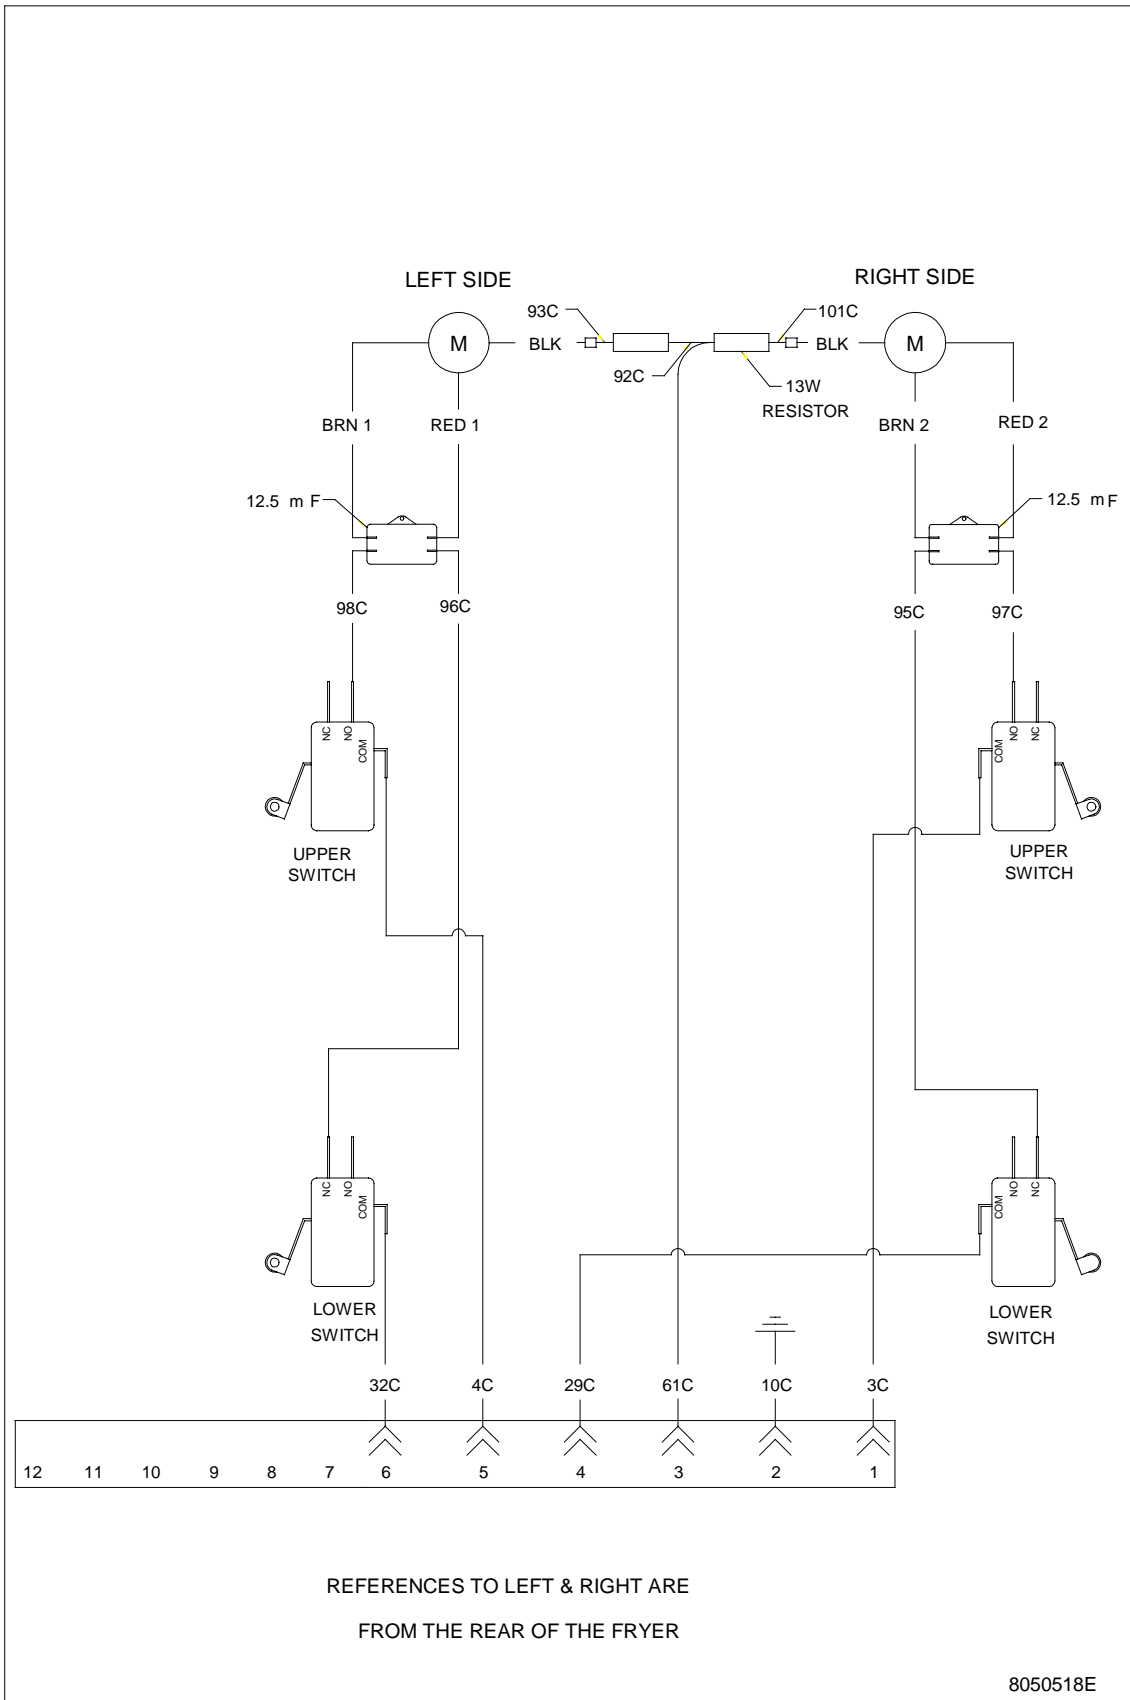 LEFT SIDE
RIGHT SIDE
93C
101C
M
BLK
BLK
M
92C
13W
RESISTOR
BRN 1
RED 1
BRN 2
RED 2
12.5 m F
12.5 m F
98C
96C
95C
97C
NC
NO
COM
COM
NO
NC
UPPER
SWITCH
UPPER
SWITCH
NC
NO
COM
COM
NO
NC
LOWER
SWITCH
LOWER
SWITCH
32C
4C
29C
61C
10C
3C
12 11 10 9 8 7 6 5 4 3 2 1
REFERENCES TO LEFT & RIGHT ARE
FROM THE REAR OF THE FRYER
8050518E